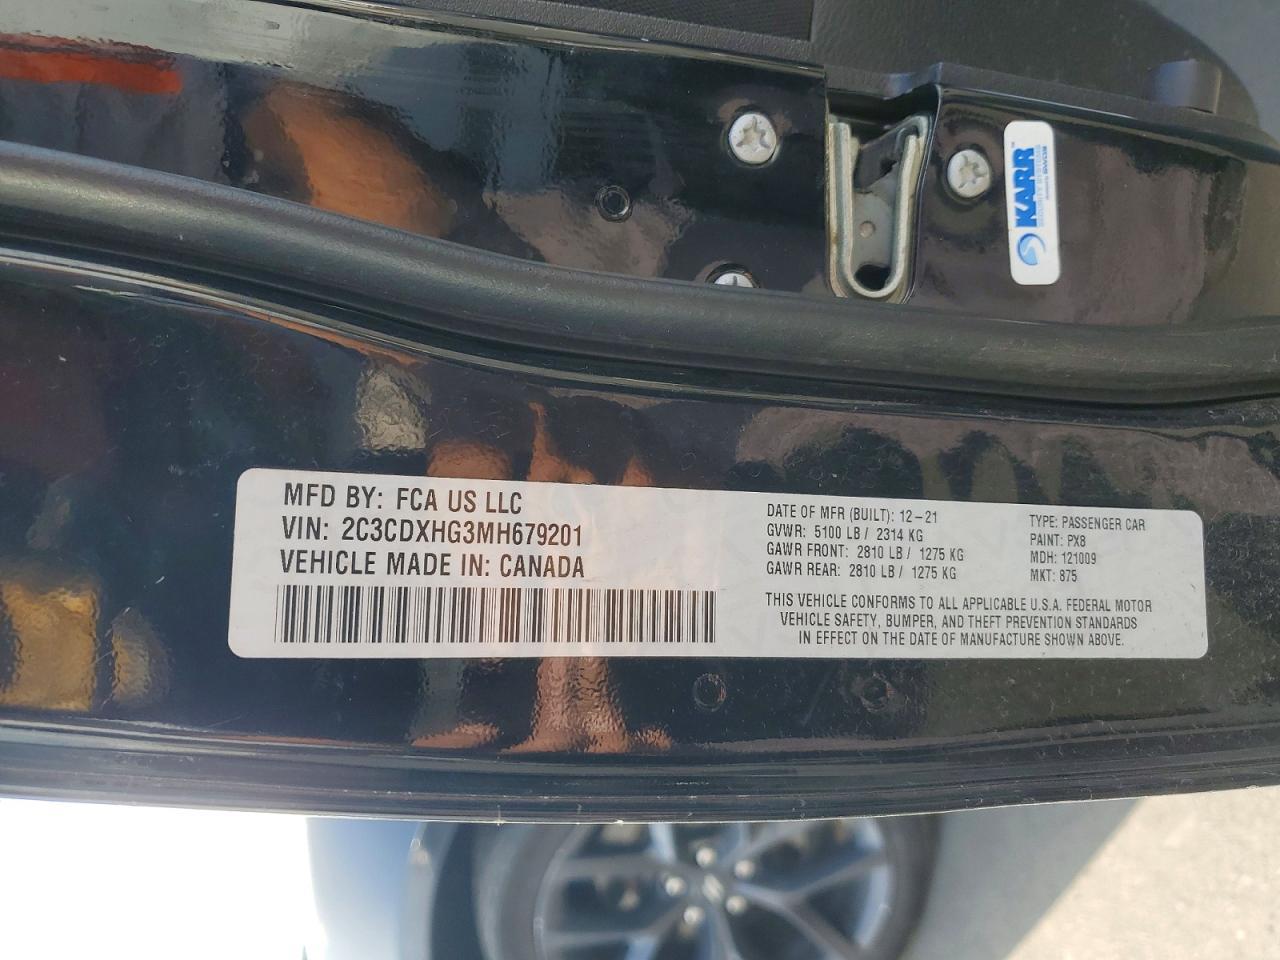 KARR™
SECURITY SYSTEMS
MFD BY: FCA US LLC
VIN: 2C3CDXHG3MH679201
VEHICLE MADE IN: CANADA
DATE OF MFR (BUILT): 12-21
GVWR: 5100 LB / 2314 KG
GAWR FRONT: 2810 LB / 1275 KG
GAWR REAR: 2810 LB / 1275 KG
TYPE: PASSENGER CAR
PAINT: PX8
MDH: 121009
MKT: 875
THIS VEHICLE CONFORMS TO ALL APPLICABLE U.S.A. FEDERAL MOTOR
VEHICLE SAFETY, BUMPER, AND THEFT PREVENTION STANDARDS
IN EFFECT ON THE DATE OF MANUFACTURE SHOWN ABOVE.